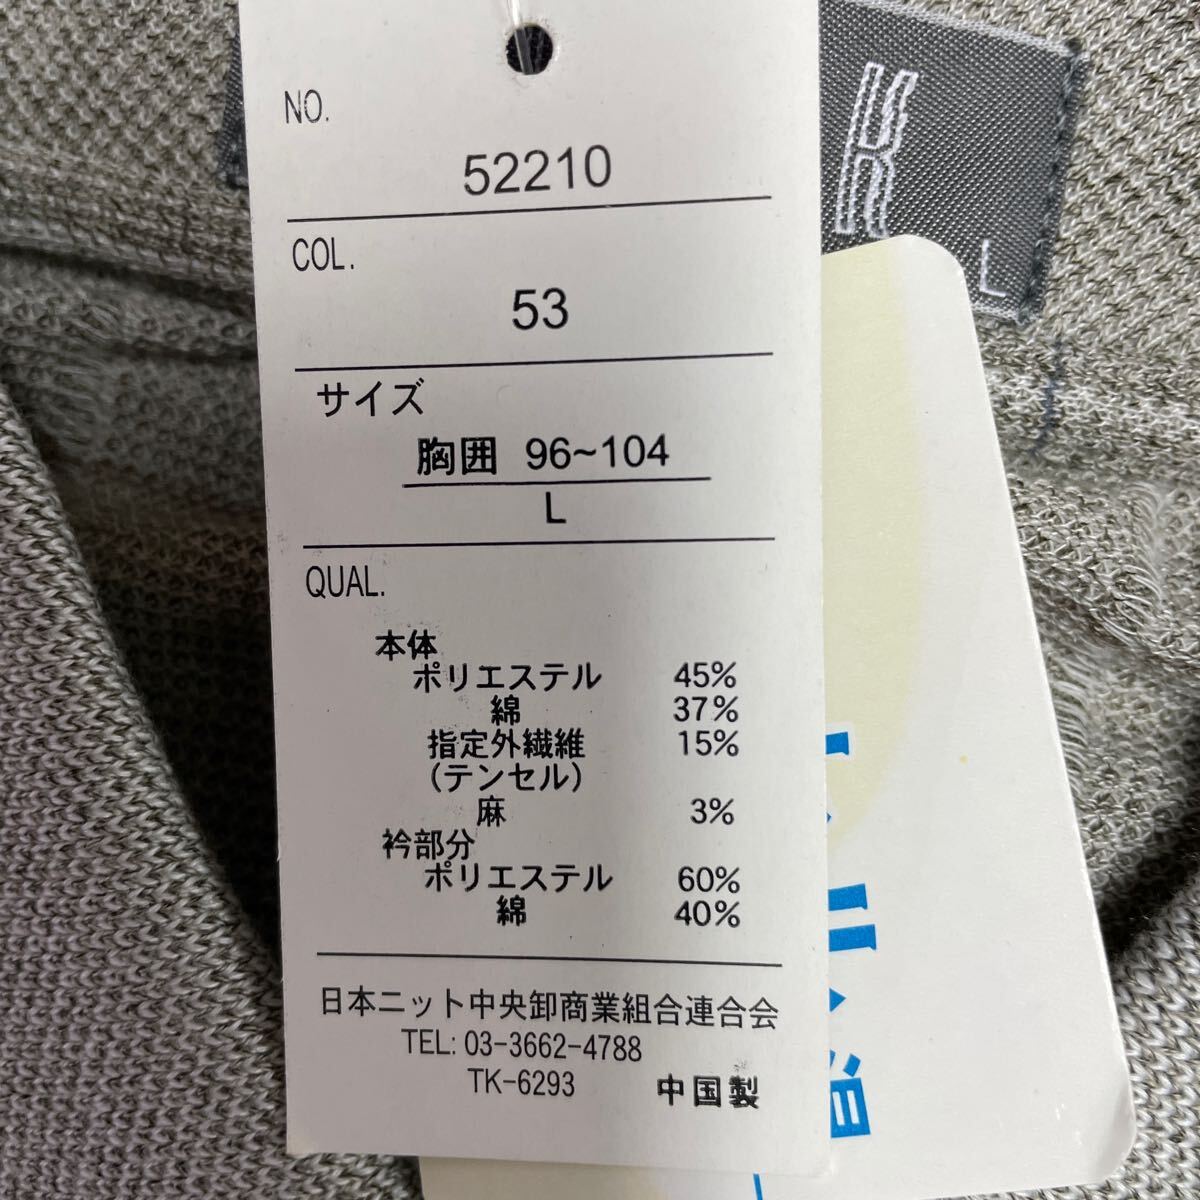 NO.
52210
COL.
53
サイズ
胸囲 96~104
L
QUAL.
本体
ポリエステル 45%
綿 37%
指定外繊維 15%
(テンセル)
麻 3%
衿部分
ポリエステル 60%
綿 40%
日本ニット中央卸商業組合連合会
TEL: 03-3662-4788
TK-6293 中国製
L